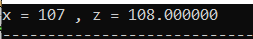 x = 107 , z = 108.000000
--------------------------------